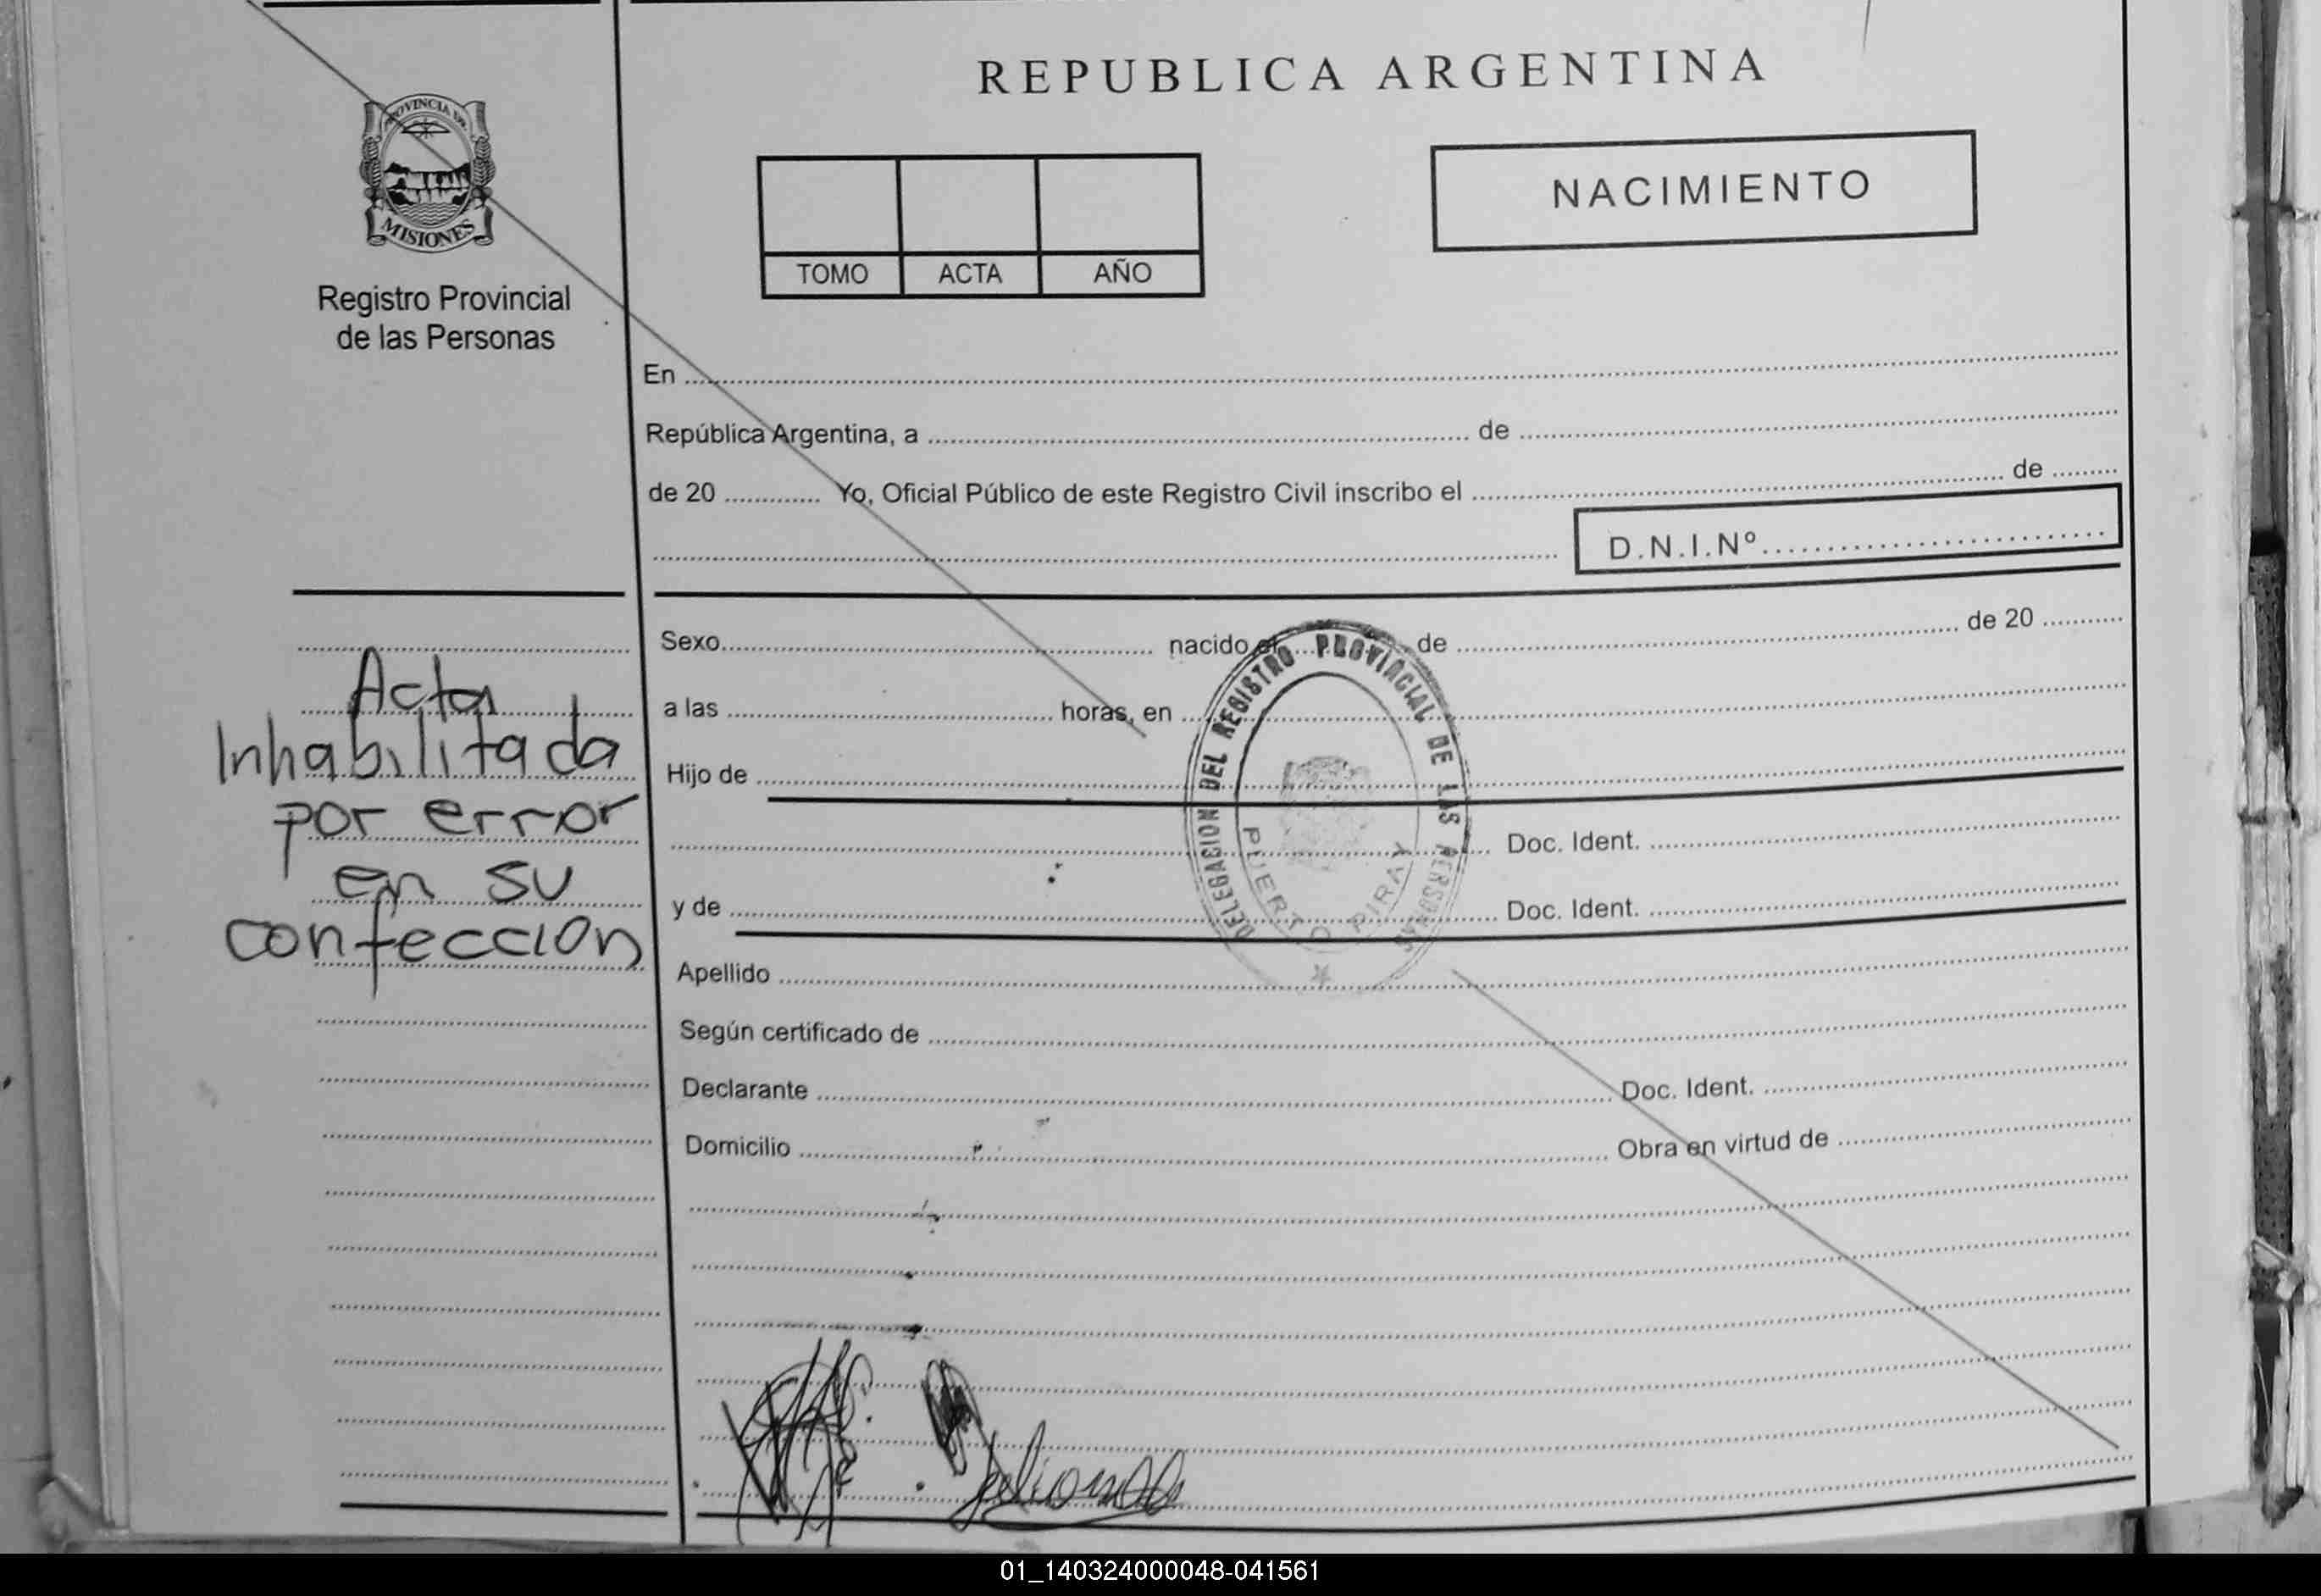 REPUBLICA ARGENTINA
PROVINCIA DE
MISIONES
Registro Provincial
de las Personas
NACIMIENTO
TOMO ACTA AÑO
En
República Argentina, a de
de 20 Yo, Oficial Público de este Registro Civil inscribo el de
D.N.I.Nº
Sexo nacido el de de 20
a las horas, en
Hijo de
Doc. Ident.
y de Doc. Ident.
Apellido
Según certificado de
Declarante Doc. Ident.
Domicilio Obra en virtud de
Acta
Inhabilitada
por error
en su
confeccion
DELEGACION DEL REGISTRO PROVINCIAL DE LAS PERSONAS
PUERTO PIRAY
01_140324000048-041561